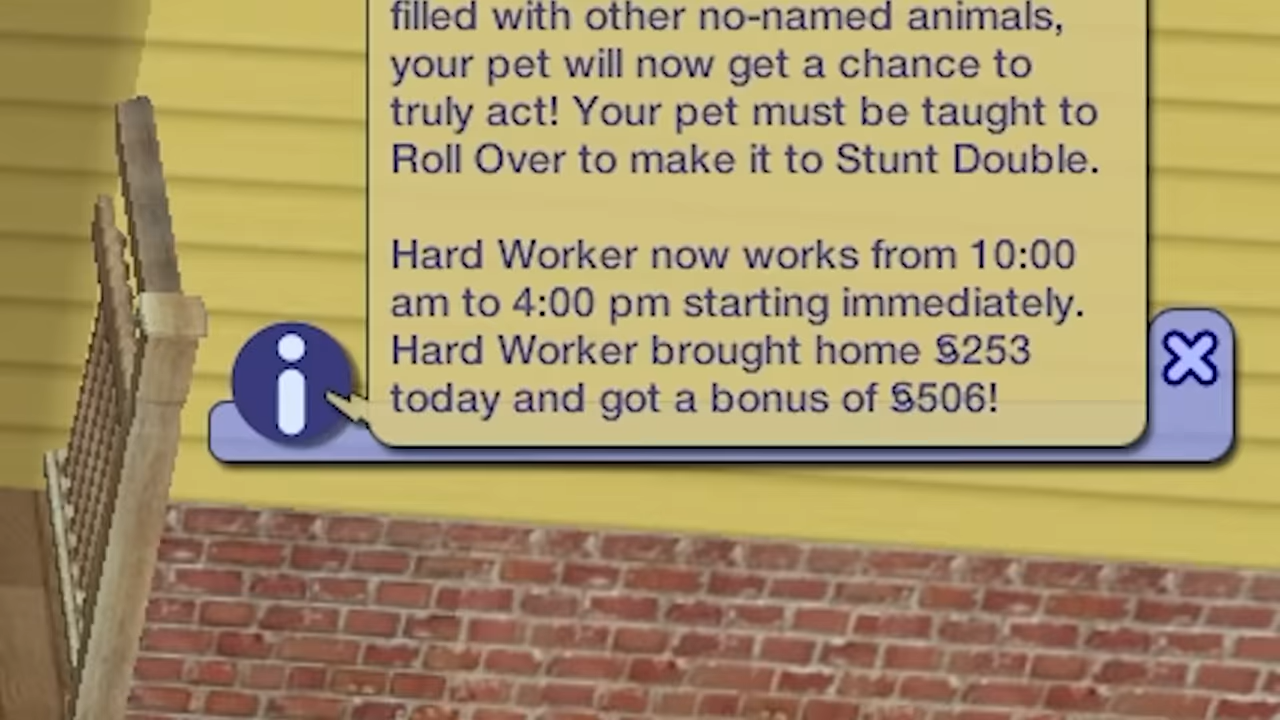 filled with other no-named animals,
your pet will now get a chance to
truly act! Your pet must be taught to
Roll Over to make it to Stunt Double.
Hard Worker now works from 10:00
am to 4:00 pm starting immediately.
Hard Worker brought home §253
today and got a bonus of §506!